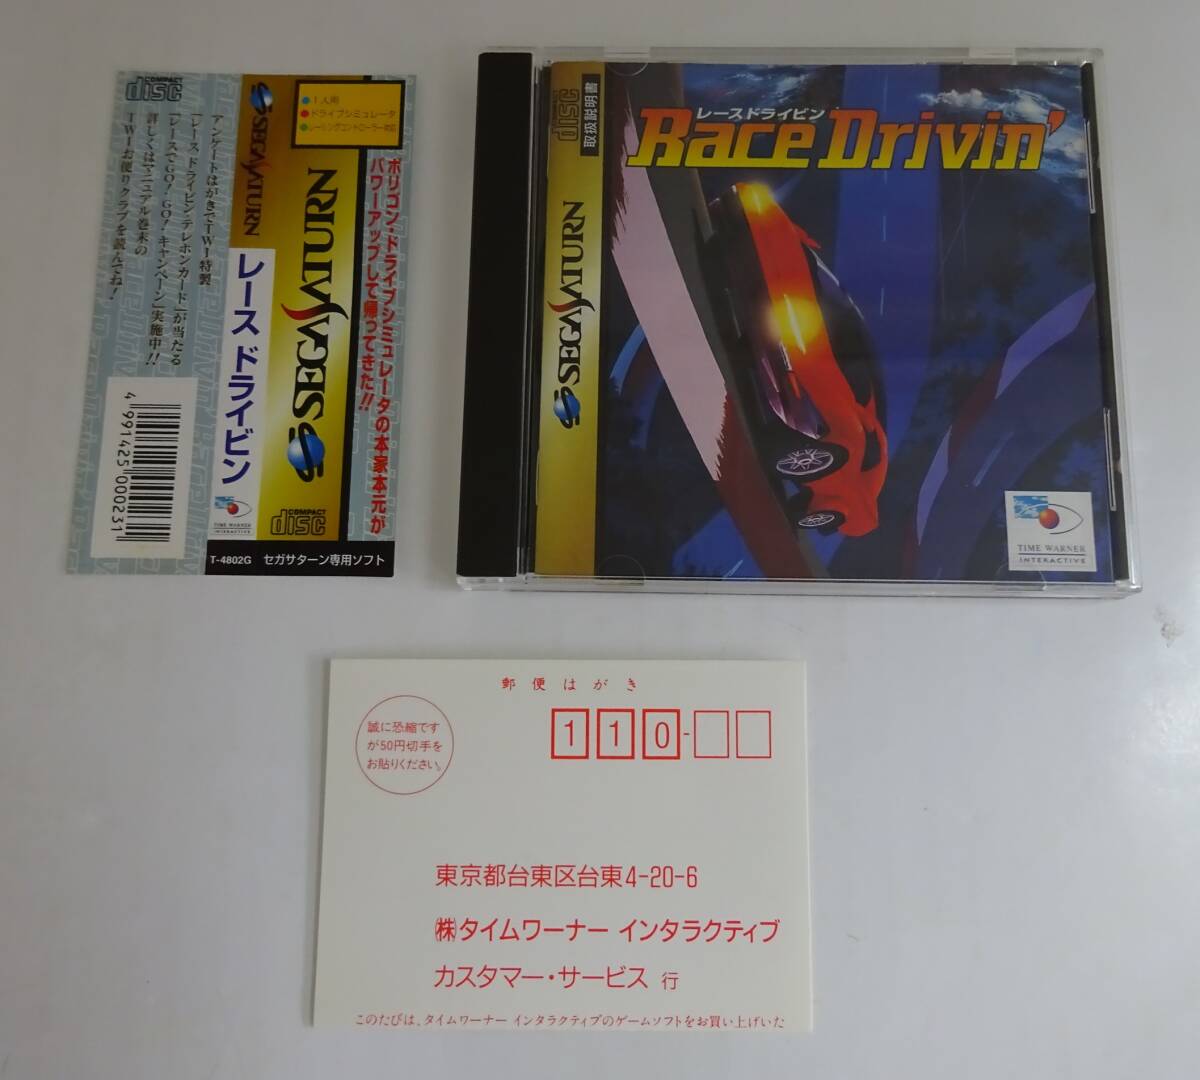 COMPACT disc
アンケートはがきでTWI特製
「レース ドライビン・テレホンカード」が当たる
「レースでGO!GO!キャンペーン」実施中!!
詳しくはマニュアル巻末の
TWIお便りクラブを読んでね!
4 991425 000231
SEGA SATURN
レース ドライビン
TIME WARNER
INTERACTIVE
T-4802G
1人用
ドライブシミュレータ
レーシングコントローラー対応
SEGA SATURN
COMPACT disc
セガサターン専用ソフト
ポリゴン・ドライブシミュレータの本家本元が
パワーアップして帰ってきた!!
COMPACT disc
取扱説明書
SEGA SATURN
レースドライビン
Race Drivin'
TIME WARNER
INTERACTIVE
郵便はがき
誠に恐縮です
が50円切手を
お貼りください。
110-
東京都台東区台東4-20-6
㈱タイムワーナー インタラクティブ
カスタマー・サービス 行
このたびは、タイムワーナー インタラクティブのゲームソフトをお買い上げいた